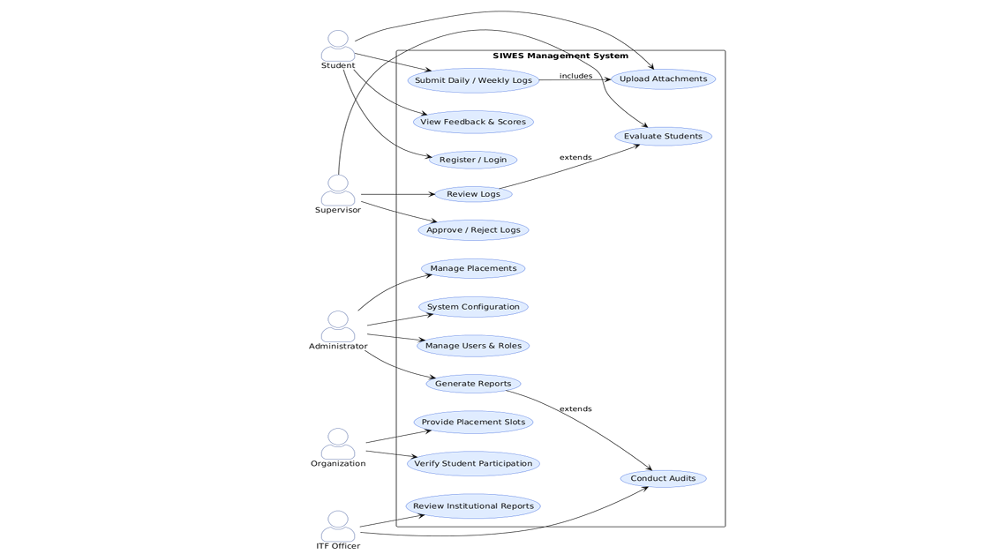 SIWES Management System
Student
Submit Daily / Weekly Logs
includes
Upload Attachments
View Feedback & Scores
Evaluate Students
Register / Login
extends
Supervisor
Review Logs
Approve / Reject Logs
Manage Placements
System Configuration
Administrator
Manage Users & Roles
Generate Reports
extends
Provide Placement Slots
Organization
Verify Student Participation
Conduct Audits
Review Institutional Reports
ITF Officer